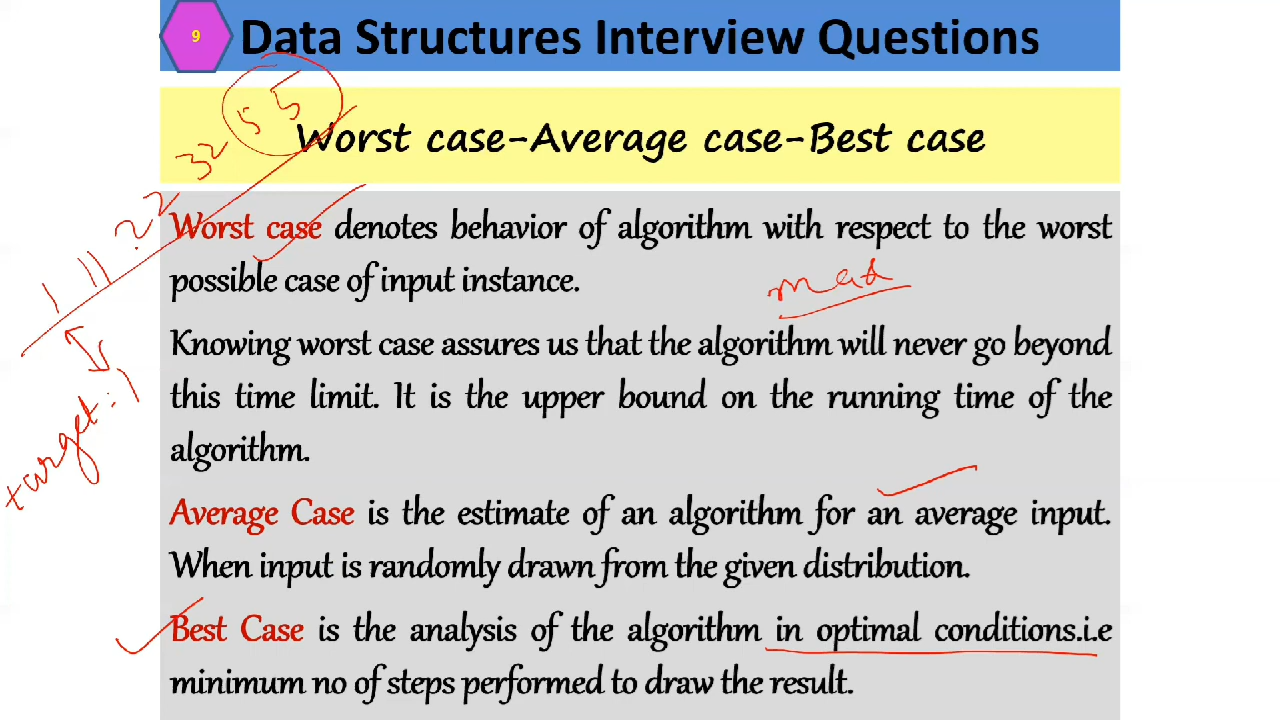 9
Data Structures Interview Questions
Worst case-Average case-Best case
1 11 22 32 55
Worst case denotes behavior of algorithm with respect to the worst
possible case of input instance.
Knowing worst case assures us that the algorithm will never go beyond
this time limit. It is the upper bound on the running time of the
algorithm.
target:1
Average Case is the estimate of an algorithm for an average input.
When input is randomly drawn from the given distribution.
Best Case is the analysis of the algorithm in optimal conditions.i.e
minimum no of steps performed to draw the result.